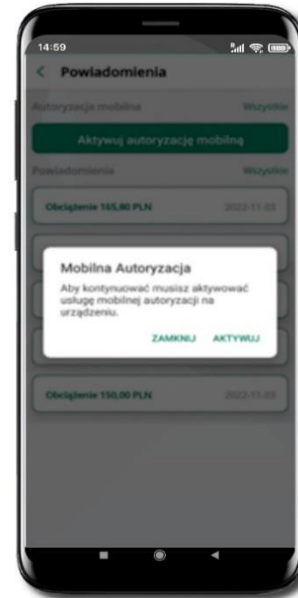 14:59
< Powiadomienia
Autoryzacja mobilna Wszystkie
Aktywuj autoryzację mobilną
Powiadomienia Wszystkie
Obciążenie 165,80 PLN 2022-11-03
Mobilna Autoryzacja
Aby kontynuować musisz aktywować
usługę mobilnej autoryzacji na
urządzeniu.
ZAMKNIJ AKTYWUJ
Obciążenie 150,00 PLN 2022-11-03